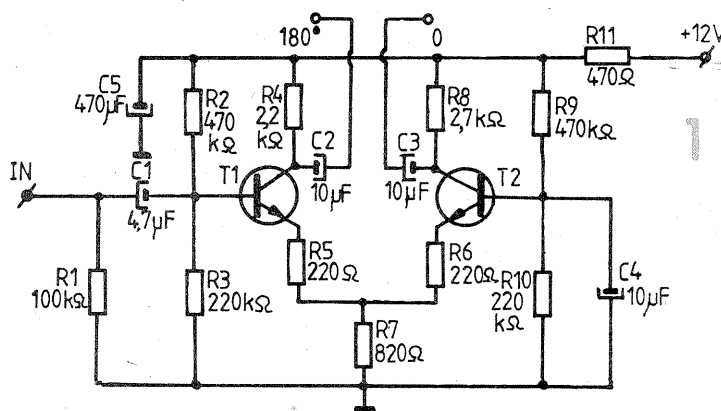 180°
0
+12V
R11
470Ω
C5
470μF
R2
470
kΩ
R4
2,2
kΩ
C2
10μF
C3
10μF
R8
2,7kΩ
R9
470kΩ
IN
C1
4,7μF
T1
T2
R1
100kΩ
R3
220kΩ
R5
220Ω
R6
220Ω
R10
220
kΩ
C4
10μF
R7
820Ω
1